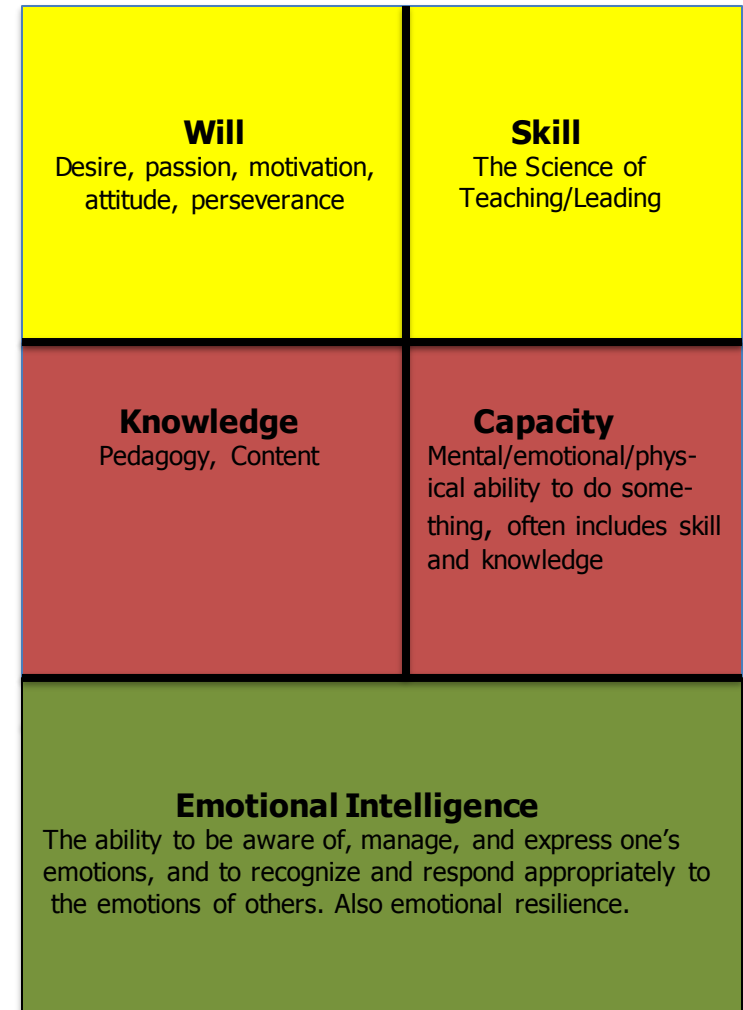 Will
Desire, passion, motivation,
attitude, perseverance
Skill
The Science of
Teaching/Leading
Knowledge
Pedagogy, Content
Capacity
Mental/emotional/phys-
ical ability to do some-
thing, often includes skill
and knowledge
Emotional Intelligence
The ability to be aware of, manage, and express one’s
emotions, and to recognize and respond appropriately to
the emotions of others. Also emotional resilience.